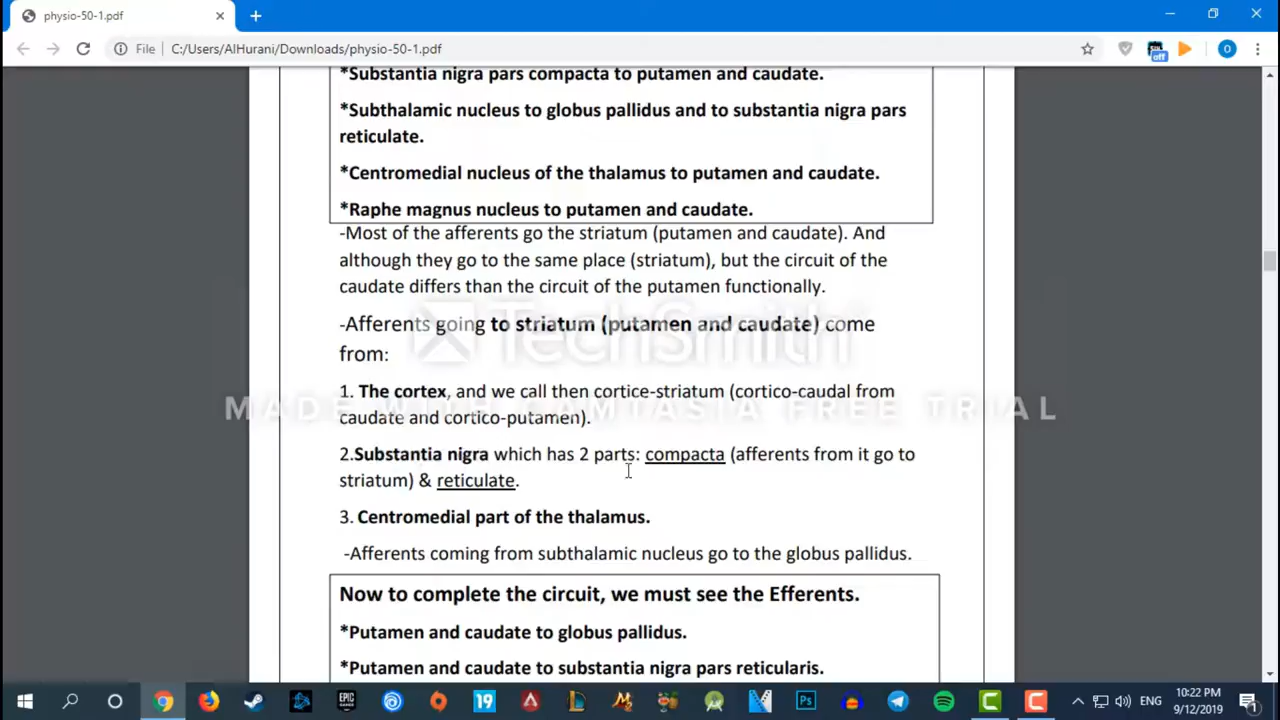 physio-50-1.pdf
File
C:/Users/AlHurani/Downloads/physio-50-1.pdf
off
O
*Substantia nigra pars compacta to putamen and caudate.
*Subthalamic nucleus to globus pallidus and to substantia nigra pars
reticulate.
*Centromedial nucleus of the thalamus to putamen and caudate.
*Raphe magnus nucleus to putamen and caudate.
-Most of the afferents go the striatum (putamen and caudate). And
although they go to the same place (striatum), but the circuit of the
caudate differs than the circuit of the putamen functionally.
-Afferents going to striatum (putamen and caudate) come
from:
TechSmith
1. The cortex, and we call then cortice-striatum (cortico-caudal from
MADE WITH CAMTASIA FREE TRIAL
caudate and cortico-putamen).
2.Substantia nigra which has 2 parts: compacta (afferents from it go to
striatum) & reticulate.
3. Centromedial part of the thalamus.
-Afferents coming from subthalamic nucleus go to the globus pallidus.
Now to complete the circuit, we must see the Efferents.
*Putamen and caudate to globus pallidus.
*Putamen and caudate to substantia nigra pars reticularis.
EPIC
GAMES
19
Ps
ENG
10:22 PM
9/12/2019